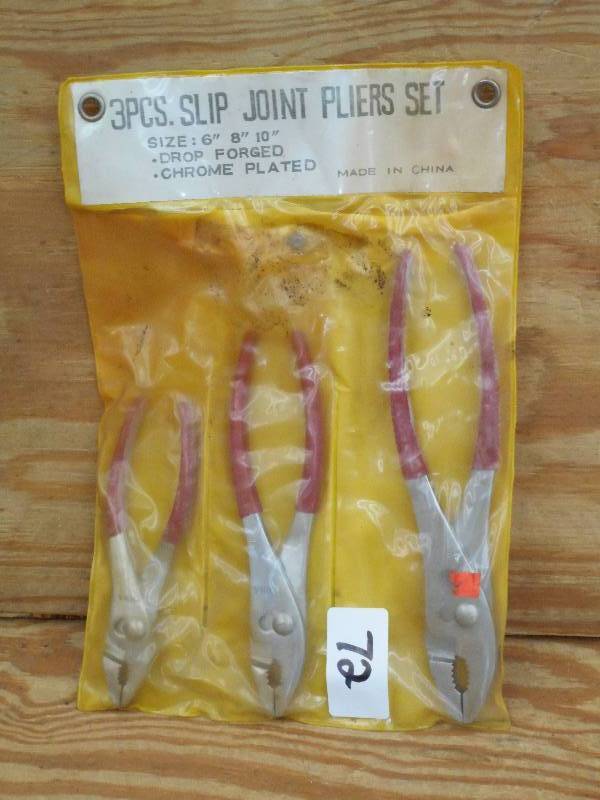 3PCS. SLIP JOINT PLIERS SET
SIZE: 6" 8" 10"
.DROP FORGED
.CHROME PLATED MADE IN CHINA
72